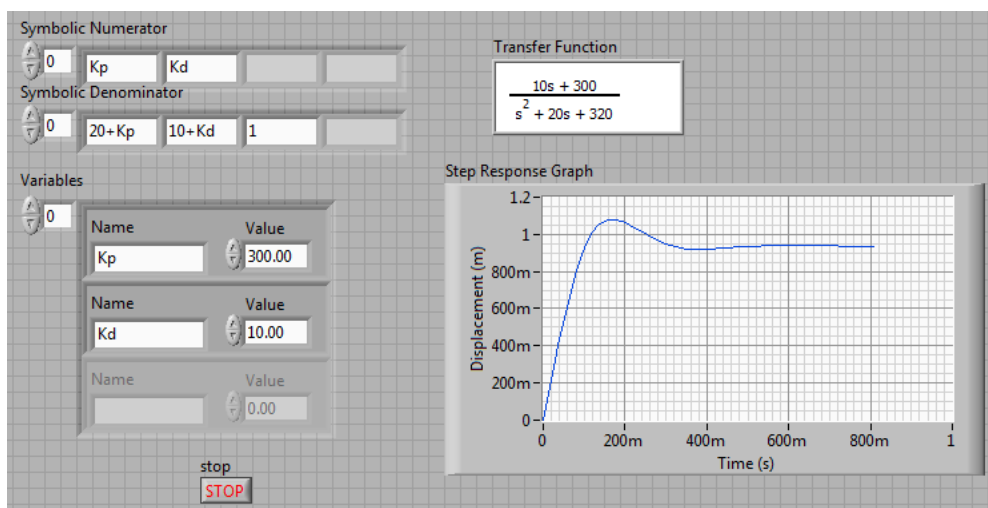 Symbolic Numerator
0 Kp Kd
Symbolic Denominator
0 20+Kp 10+Kd 1
Variables
0
Name Value
Kp 300.00
Name Value
Kd 10.00
Name Value
0.00
stop
STOP
Transfer Function
10s + 300
s^2 + 20s + 320
Step Response Graph
Displacement (m)
1.2
1
800m
600m
400m
200m
0
0 200m 400m 600m 800m 1
Time (s)